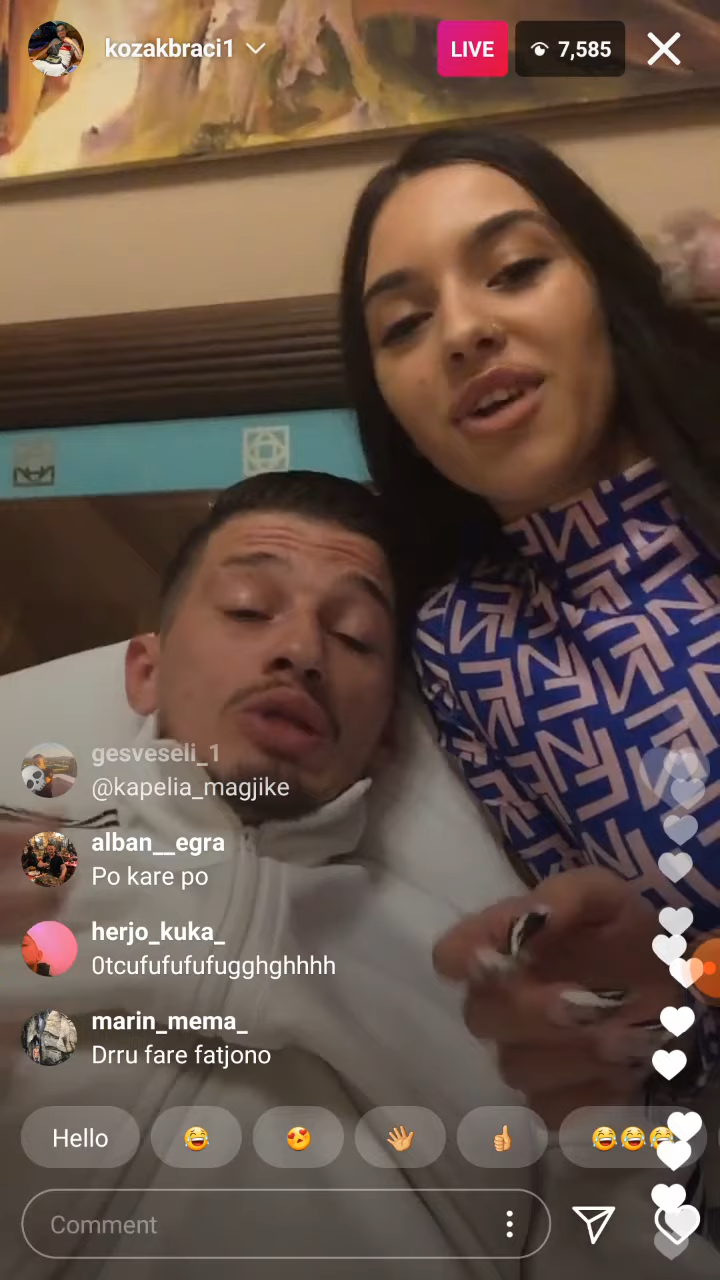 kozakbraci1
LIVE
7,585
gesveseli_1
@kapelia_magjike
alban__egra
Po kare po
herjo_kuka_
0tcufufufufugghghhhh
marin_mema_
Drru fare fatjono
Hello
Comment